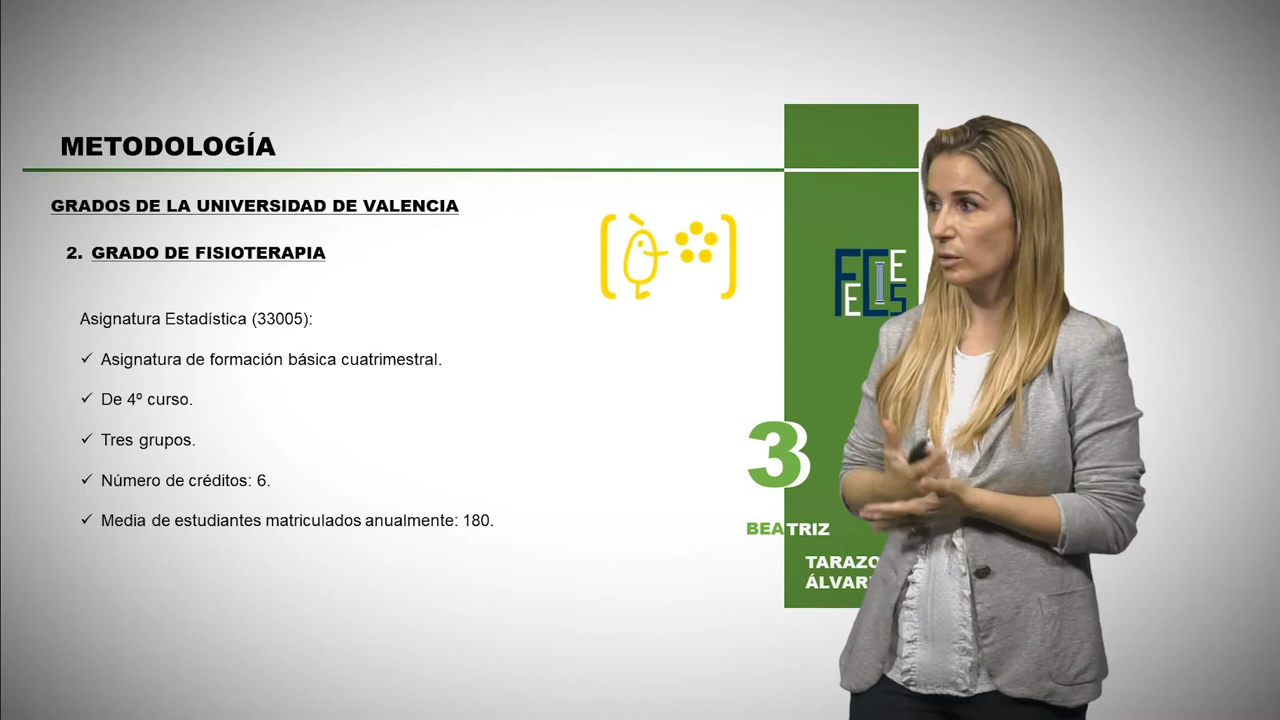 METODOLOGÍA
GRADOS DE LA UNIVERSIDAD DE VALENCIA
2. GRADO DE FISIOTERAPIA
Asignatura Estadística (33005):
✓ Asignatura de formación básica cuatrimestral.
✓ De 4º curso.
✓ Tres grupos.
✓ Número de créditos: 6.
✓ Media de estudiantes matriculados anualmente: 180.
FECIES
3
BEATRIZ